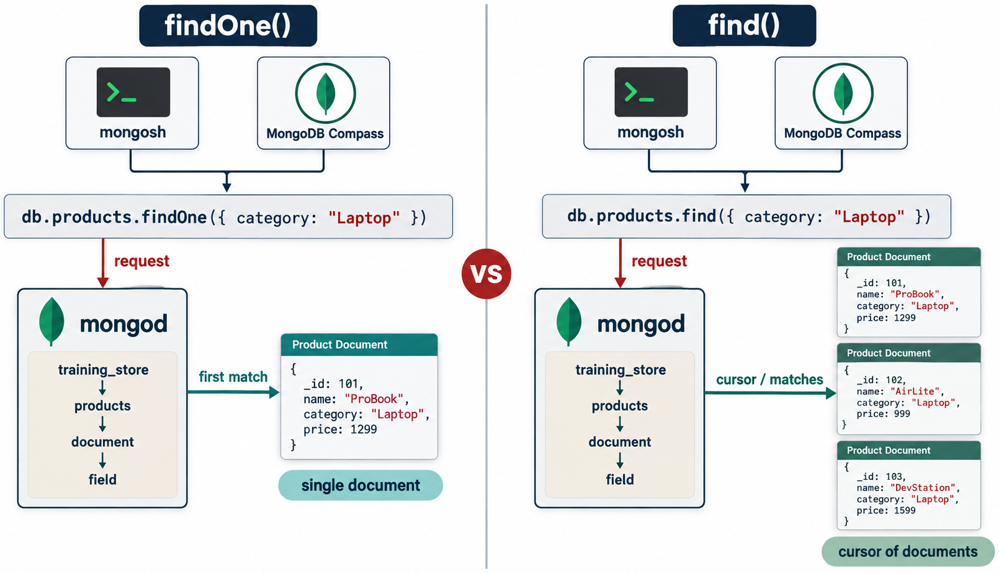 findOne()
mongosh
MongoDB Compass
db.products.findOne({ category: "Laptop" })
request
mongod
training_store
products
document
field
first match
Product Document
{
_id: 101,
name: "ProBook",
category: "Laptop",
price: 1299
}
single document
VS
find()
mongosh
MongoDB Compass
db.products.find({ category: "Laptop" })
request
mongod
training_store
products
document
field
cursor / matches
Product Document
{
_id: 101,
name: "ProBook",
category: "Laptop",
price: 1299
}
Product Document
{
_id: 102,
name: "AirLite",
category: "Laptop",
price: 999
}
Product Document
{
_id: 103,
name: "DevStation",
category: "Laptop",
price: 1599
}
cursor of documents